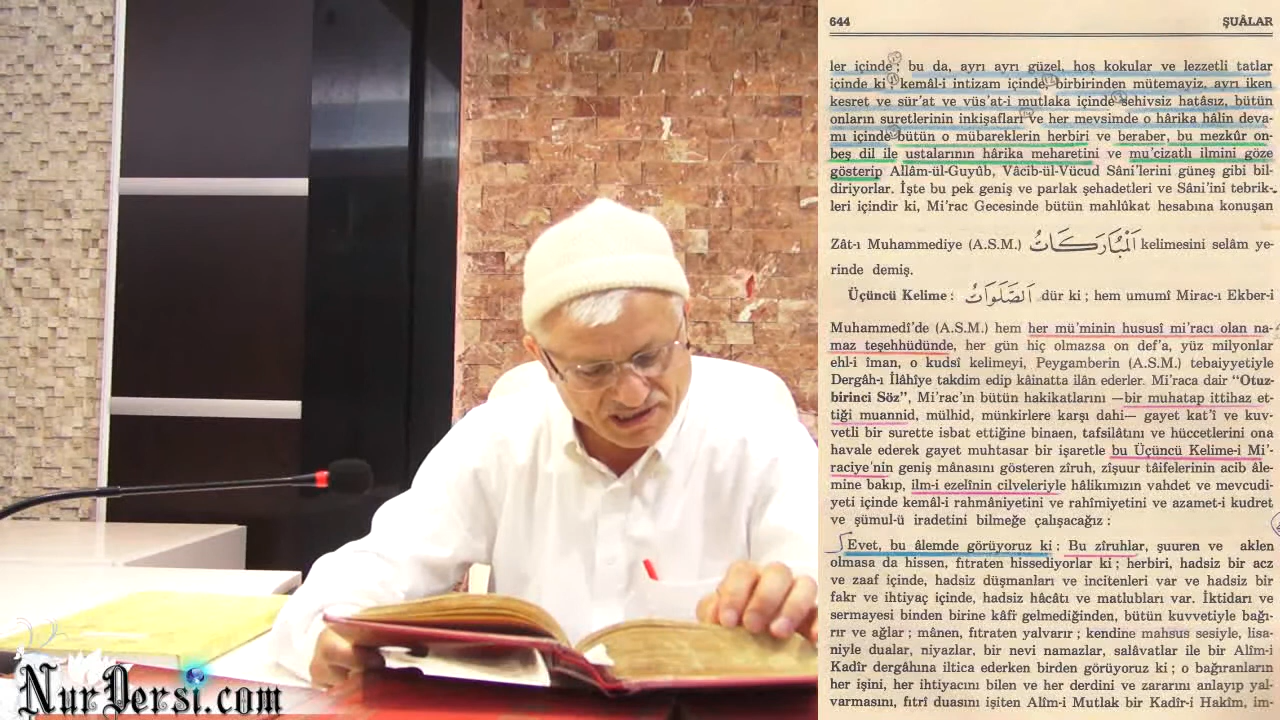 644
ŞUÂLAR
ler içinde ; bu da, ayrı ayrı güzel, hoş kokular ve lezzetli tatlar
içinde ki ; kemâl-i intizam içinde, birbirinden mütemayiz, ayrı iken
kesret ve sür'at ve vüs'at-i mutlaka içinde sehivsiz hatâsız, bütün
onların suretlerinin inkişafları ve her mevsimde o hârika hâlin deva-
mı içinde bütün o mübareklerin herbiri ve beraber, bu mezkûr on-
beş dil ile ustalarının hârika meharetini ve mu'cizatlı ilmini göze
gösterip Allâm-ül-Guyûb, Vâcib-ül-Vücud Sâni'lerini güneş gibi bil-
diriyorlar. İşte bu pek geniş ve parlak şehadetleri ve Sâni'ini tebrik-
leri içindir ki, Mi'rac Gecesinde bütün mahlûkat hesabına konuşan
Zât-ı Muhammediye (A.S.M.) اَلْمُبَارَكَاتُ kelimesini selâm ye-
rinde demiş.
Üçüncü Kelime : اَلصَّلَوَاتُ dür ki ; hem umumî Mirac-ı Ekber-i
Muhammedî'de (A.S.M.) hem her mü'minin hususî mi'racı olan na-
maz teşehhüdünde, her gün hiç olmazsa on def'a, yüz milyonlar
ehl-i îman, o kudsî kelimeyi, Peygamberin (A.S.M.) tebaiyyetiyle
Dergâh-ı İlâhîye takdim edip kâinatta ilân ederler. Mi'raca dair “Otuz-
birinci Söz”, Mi'rac'ın bütün hakikatlarını —bir muhatap ittihaz et-
tiği muannid, mülhid, münkirlere karşı dahi— gayet kat'î ve kuv-
vetli bir surette isbat ettiğine binaen, tafsilâtını ve hüccetlerini ona
havale ederek gayet muhtasar bir işaretle bu Üçüncü Kelime-i Mi'-
raciye'nin geniş mânasını gösteren zîruh, zîşuur tâifelerinin acib âle-
mine bakıp, ilm-i ezelînin cilveleriyle hâlikımızın vahdet ve mevcudi-
yeti içinde kemâl-i rahmâniyetini ve rahîmiyetini ve azamet-i kudret
ve şümul-ü iradetini bilmeğe çalışacağız :
Evet, bu âlemde görüyoruz ki : Bu zîruhlar, şuuren ve aklen
olmasa da hissen, fıtraten hissediyorlar ki ; herbiri, hadsiz bir acz
ve zaaf içinde, hadsiz düşmanları ve incitenleri var ve hadsiz bir
fakr ve ihtiyaç içinde, hadsiz hâcâtı ve matlubları var. İktidarı ve
sermayesi binden birine kâfi gelmediğinden, bütün kuvvetiyle bağı-
rır ve ağlar ; mânen, fıtraten yalvarır ; kendine mahsus sesiyle, lisa-
niyle dualar, niyazlar, bir nevi namazlar, salâvatlar ile bir Alîm-i
Kadîr dergâhına iltica ederken birden görüyoruz ki ; o bağıranların
her işini, her ihtiyacını bilen ve her derdini ve zararını anlayıp yal-
varmasını, fıtrî duasını işiten Alîm-i Mutlak bir Kadîr-i Hakîm, im-
NurDersi.com